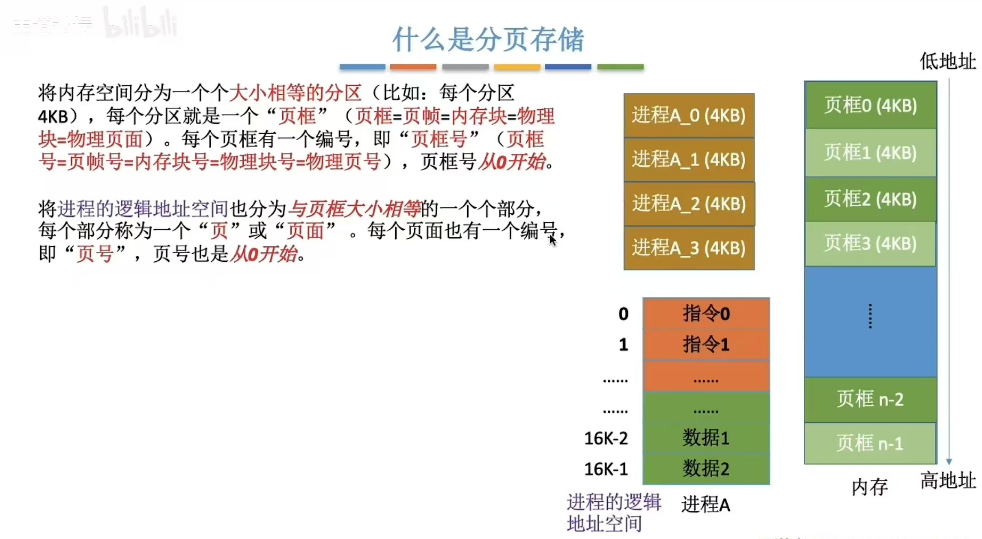 bilibili
什么是分页存储
将内存空间分为一个个大小相等的分区（比如：每个分区
4KB），每个分区就是一个“页框”（页框=页帧=内存块=物理
块=物理页面）。每个页框有一个编号，即“页框号”（页框
号=页帧号=内存块号=物理块号=物理页号），页框号从0开始。
将进程的逻辑地址空间也分为与页框大小相等的一个个部分，
每个部分称为一个“页”或“页面” 。每个页面也有一个编号，
即“页号”，页号也是从0开始。
进程A_0 (4KB)
进程A_1 (4KB)
进程A_2 (4KB)
进程A_3 (4KB)
0 指令0
1 指令1
...... ......
...... ......
16K-2 数据1
16K-1 数据2
进程的逻辑
地址空间
进程A
低地址
页框0 (4KB)
页框1 (4KB)
页框2 (4KB)
页框3 (4KB)
......
页框 n-2
页框 n-1
内存
高地址